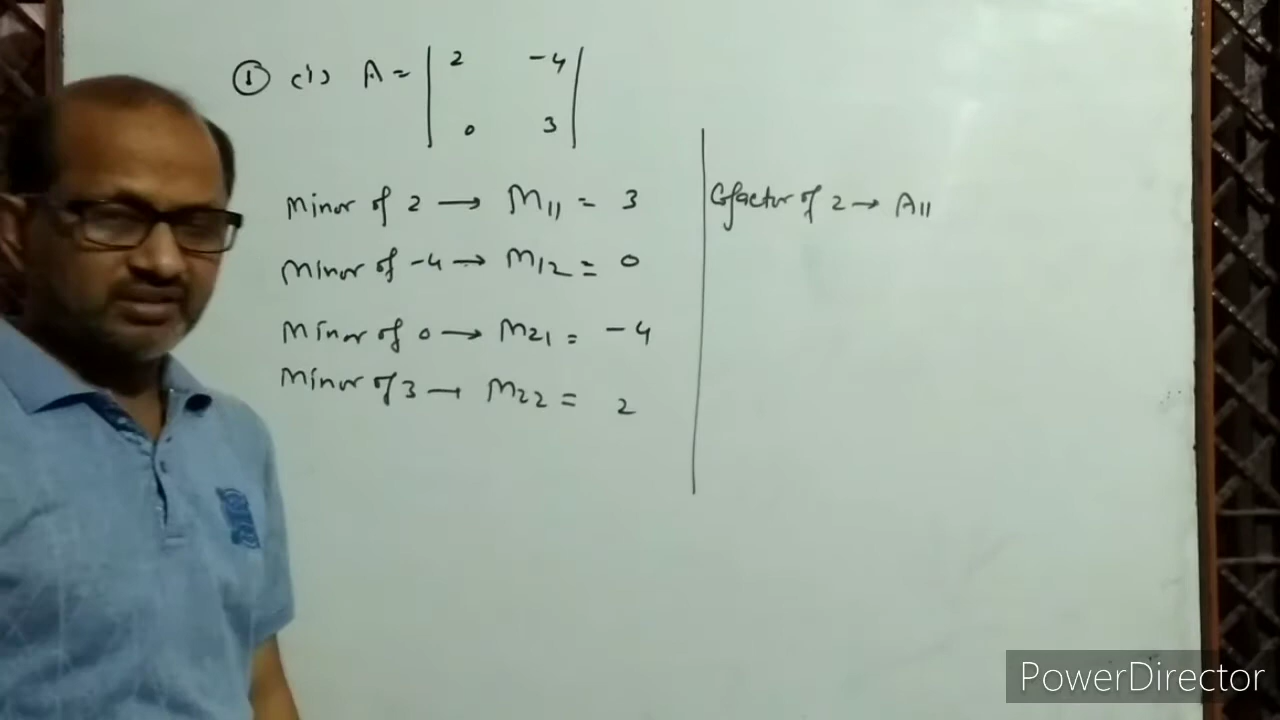 ① (i) A = | 2 -4 |
| 0 3 |
Minor of 2 → M11 = 3
Minor of -4 → M12 = 0
Minor of 0 → M21 = -4
Minor of 3 → M22 = 2
Cofactor of 2 → A11
PowerDirector